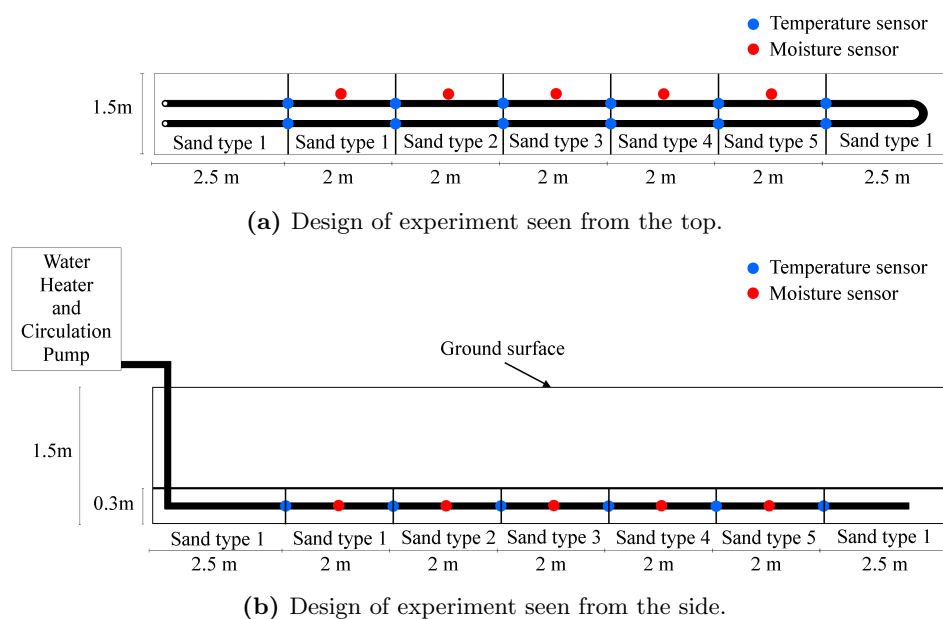 Temperature sensor
Moisture sensor
1.5m
Sand type 1 Sand type 1 Sand type 2 Sand type 3 Sand type 4 Sand type 5 Sand type 1
2.5 m 2 m 2 m 2 m 2 m 2 m 2.5 m
(a) Design of experiment seen from the top.
Water
Heater
and
Circulation
Pump
Temperature sensor
Moisture sensor
Ground surface
1.5m
0.3m
Sand type 1 Sand type 1 Sand type 2 Sand type 3 Sand type 4 Sand type 5 Sand type 1
2.5 m 2 m 2 m 2 m 2 m 2 m 2.5 m
(b) Design of experiment seen from the side.